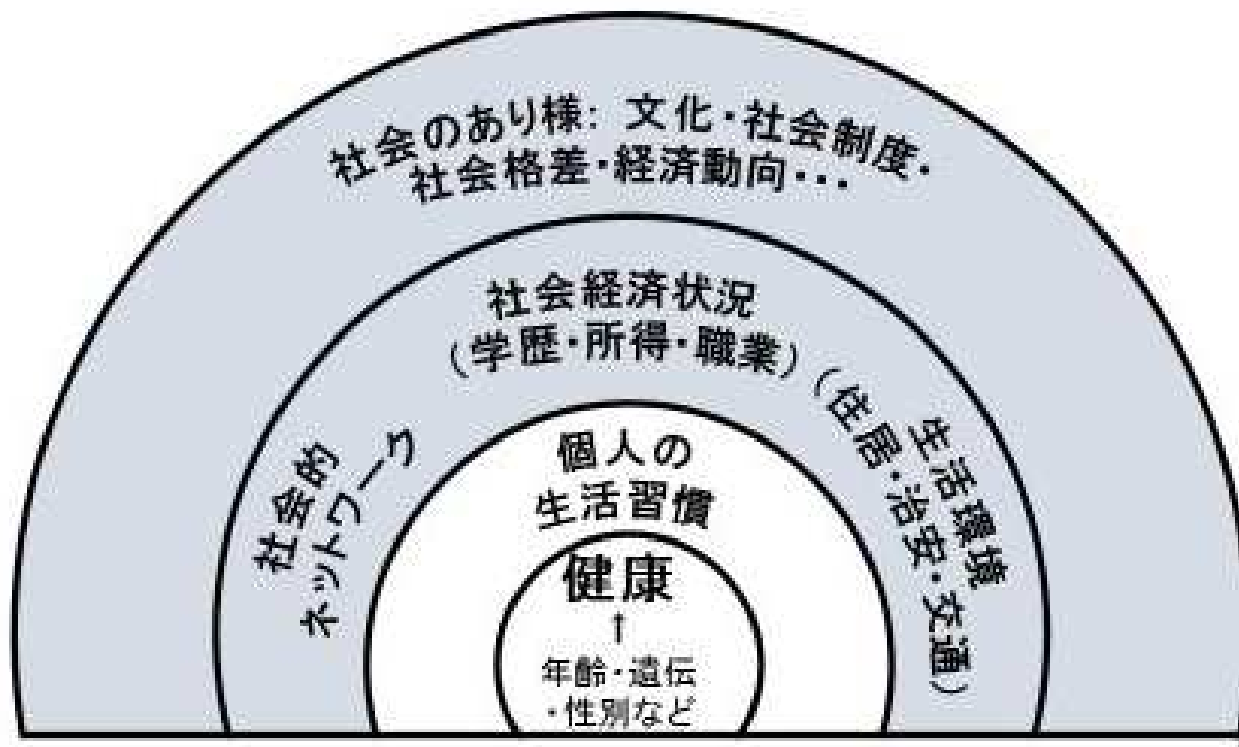 社会のあり様: 文化・社会制度・
社会格差・経済動向・・・
社会経済状況
(学歴・所得・職業)
社会的
ネットワーク
生活環境
(住居・治安・交通)
個人の
生活習慣
健康
↑
年齢・遺伝
・性別など